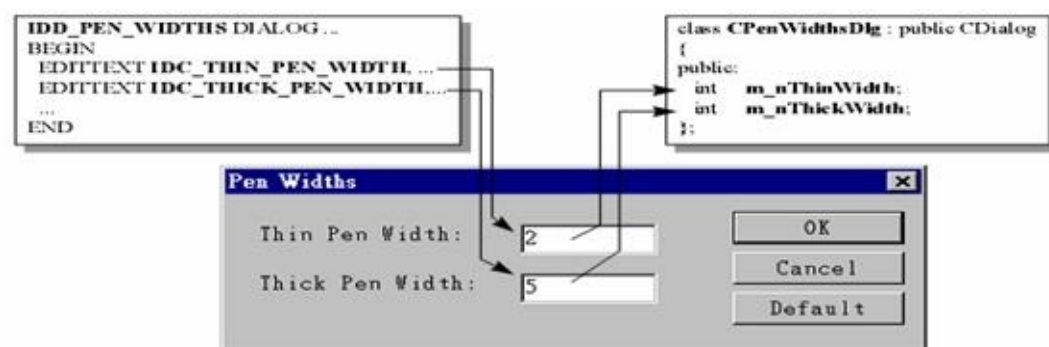 IDD_PEN_WIDTHS DIALOG ...
BEGIN
EDITTEXT IDC_THIN_PEN_WIDTH, ...
EDITTEXT IDC_THICK_PEN_WIDTH,...
...
END
class CPenWidthsDlg : public CDialog
{
public:
int m_nThinWidth;
int m_nThickWidth;
};
Pen Widths
Thin Pen Width: 2
Thick Pen Width: 5
OK
Cancel
Default